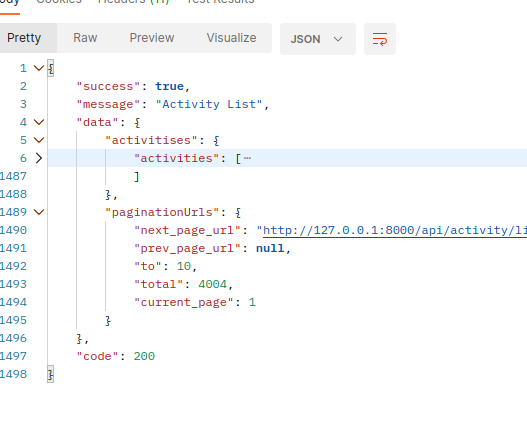 Cookies Headers (11) Test Results
Pretty Raw Preview Visualize JSON
1 {
2 "success": true,
3 "message": "Activity List",
4 "data": {
5 "activitises": {
6 "activities": [⋯
1487 ]
1488 },
1489 "paginationUrls": {
1490 "next_page_url": "http://127.0.0.1:8000/api/activity/li
1491 "prev_page_url": null,
1492 "to": 10,
1493 "total": 4004,
1494 "current_page": 1
1495 }
1496 },
1497 "code": 200
1498 }